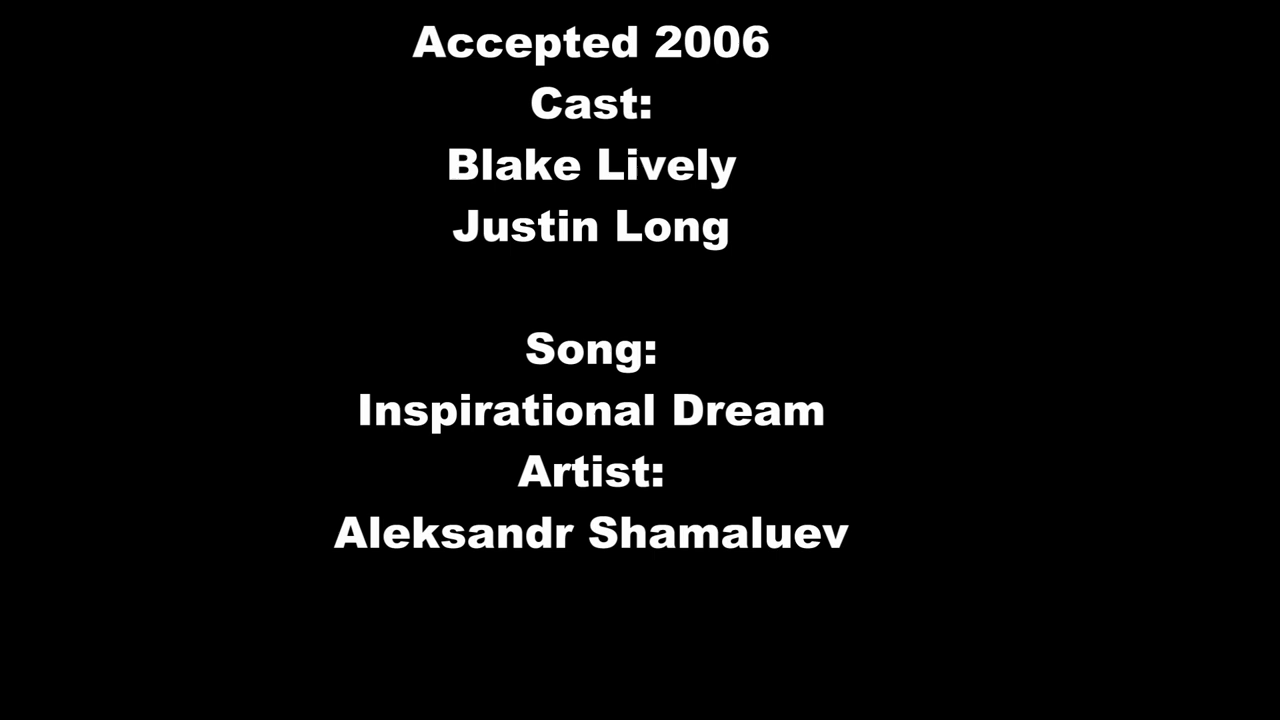 Accepted 2006
Cast:
Blake Lively
Justin Long
Song:
Inspirational Dream
Artist:
Aleksandr Shamaluev